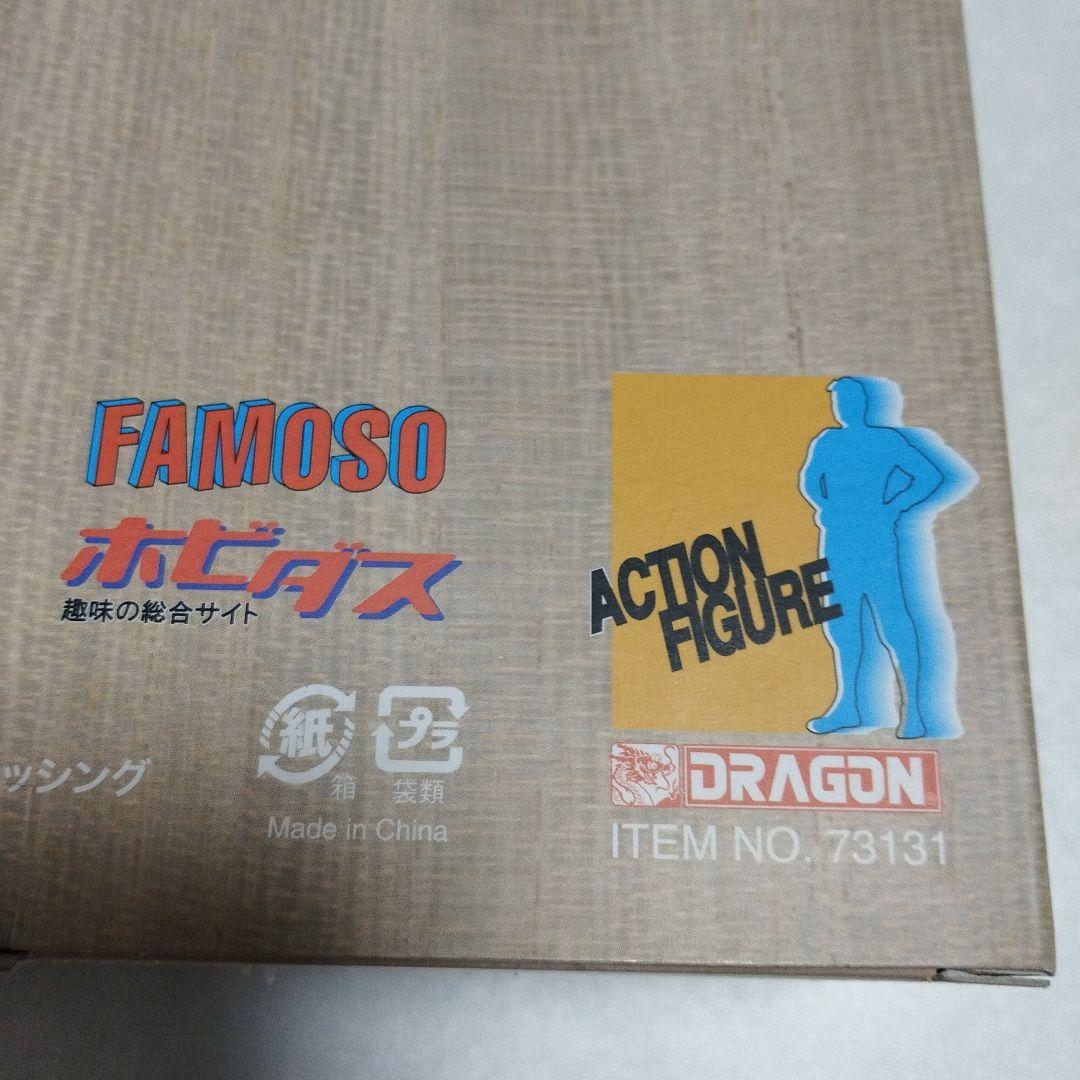 FAMOSO
ホビダス
趣味の総合サイト
ACTION
FIGURE
紙
プラ
箱
袋類
ッシング
Made in China
DRAGON
ITEM NO. 73131